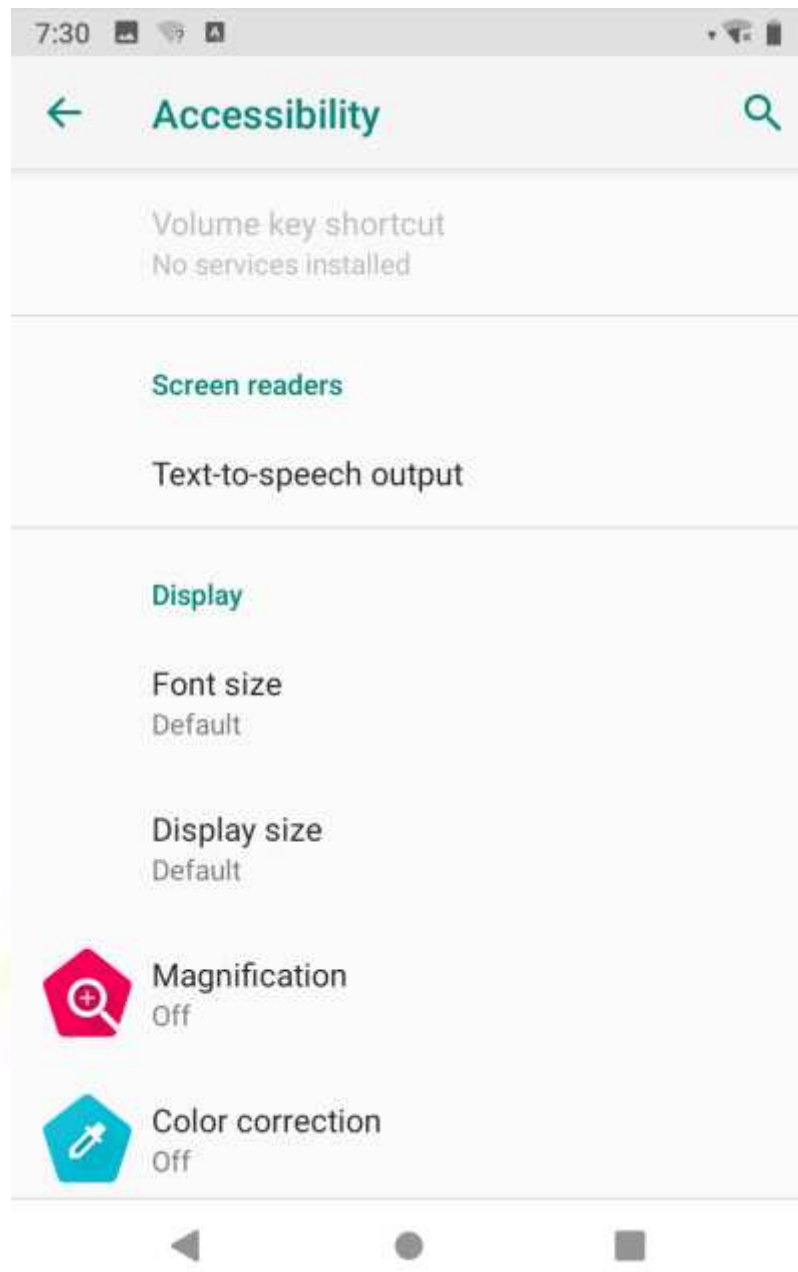 7:30
Accessibility
Volume key shortcut
No services installed
Screen readers
Text-to-speech output
Display
Font size
Default
Display size
Default
Magnification
Off
Color correction
Off